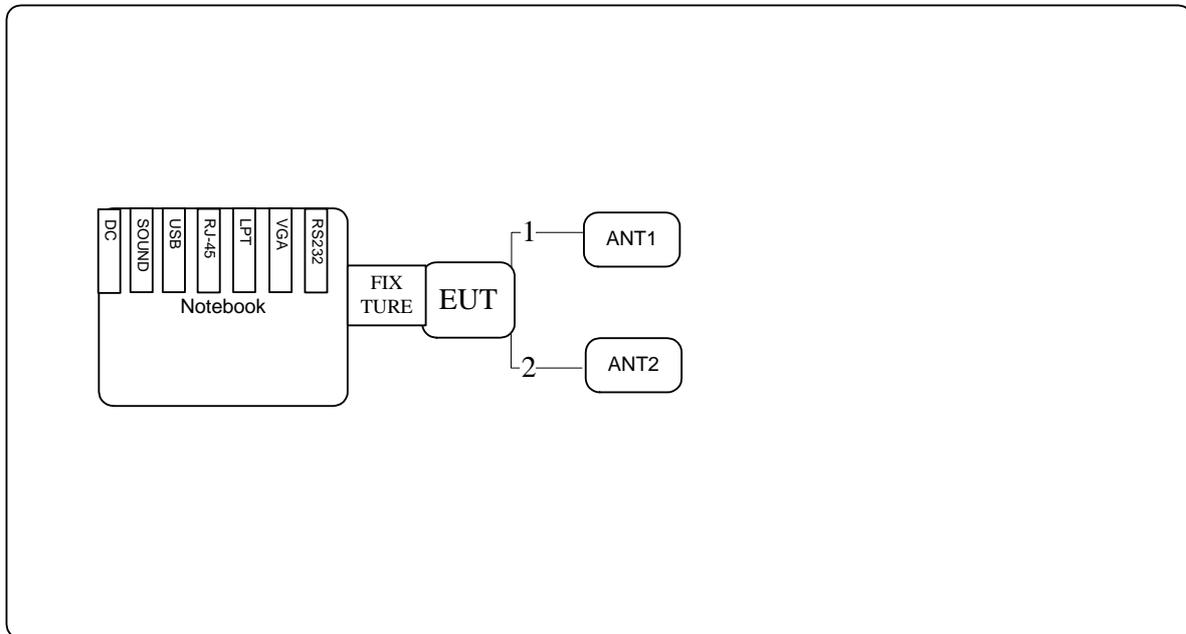 DC
SOUND
USB
RJ-45
LPT
VGA
RS232
Notebook
FIX
TURE
EUT
1
ANT1
2
ANT2